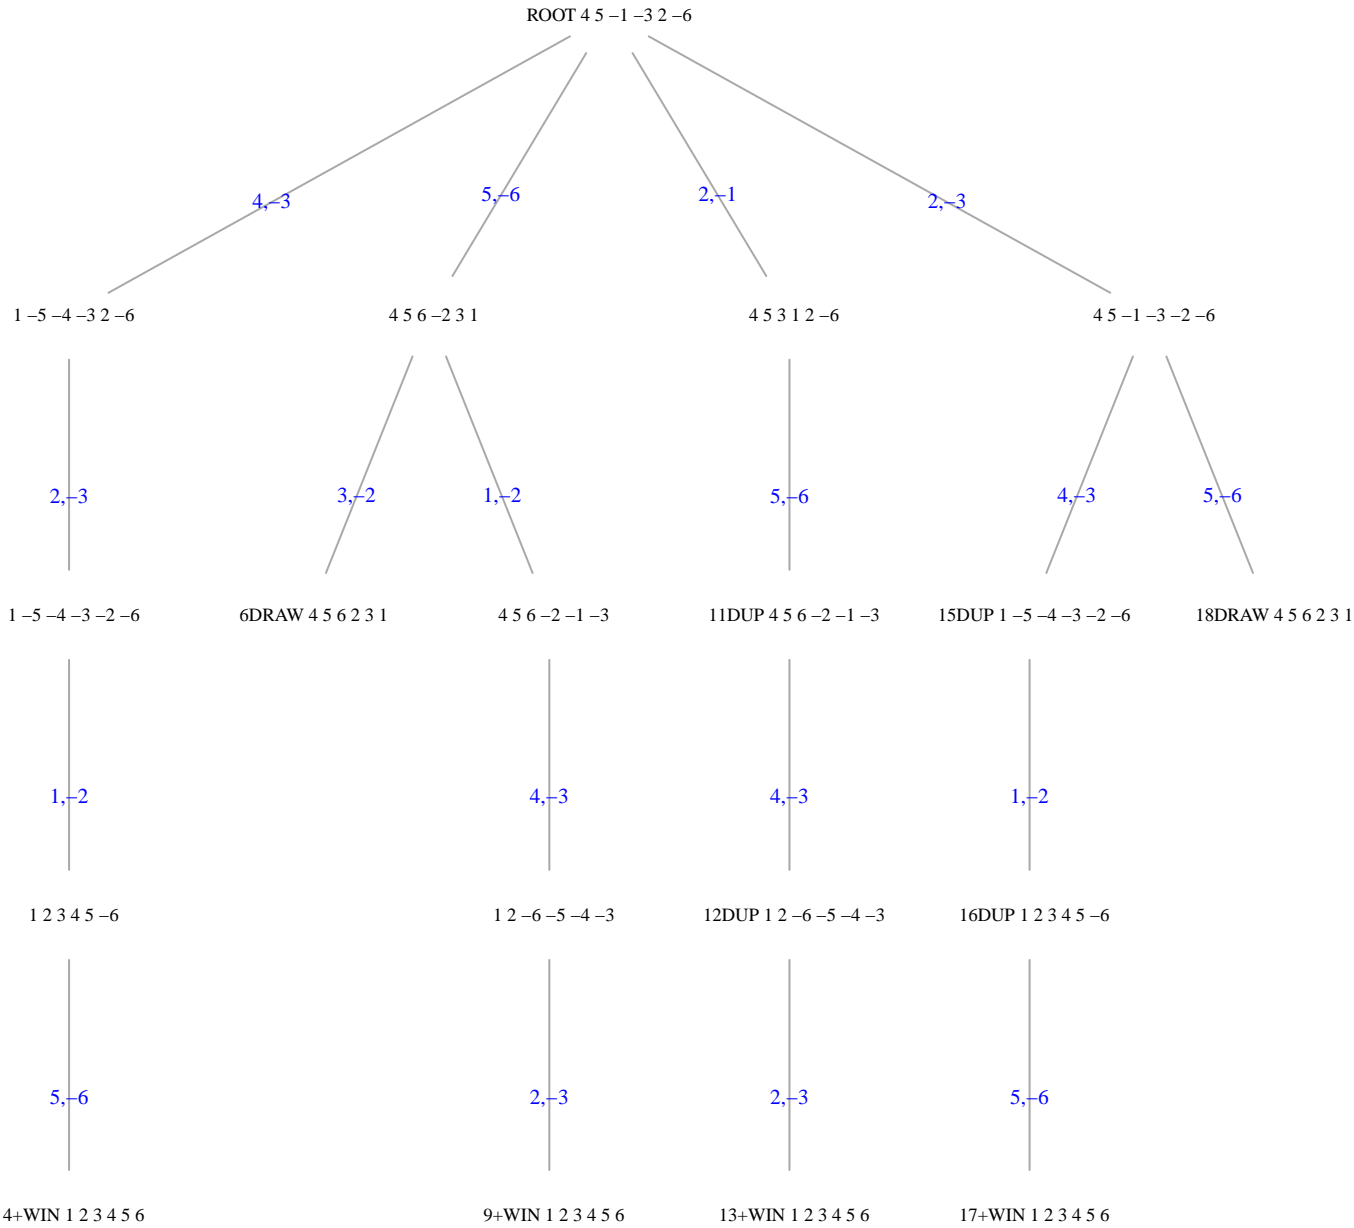 ROOT 4 5 –1 –3 2 –6
4,–3
5,–6
2,–1
2,–3
1 –5 –4 –3 2 –6
4 5 6 –2 3 1
4 5 3 1 2 –6
4 5 –1 –3 –2 –6
2,–3
3,–2
1,–2
5,–6
4,–3
5,–6
1 –5 –4 –3 –2 –6
6DRAW 4 5 6 2 3 1
4 5 6 –2 –1 –3
11DUP 4 5 6 –2 –1 –3
15DUP 1 –5 –4 –3 –2 –6
18DRAW 4 5 6 2 3 1
1,–2
4,–3
4,–3
1,–2
1 2 3 4 5 –6
1 2 –6 –5 –4 –3
12DUP 1 2 –6 –5 –4 –3
16DUP 1 2 3 4 5 –6
5,–6
2,–3
2,–3
5,–6
4+WIN 1 2 3 4 5 6
9+WIN 1 2 3 4 5 6
13+WIN 1 2 3 4 5 6
17+WIN 1 2 3 4 5 6